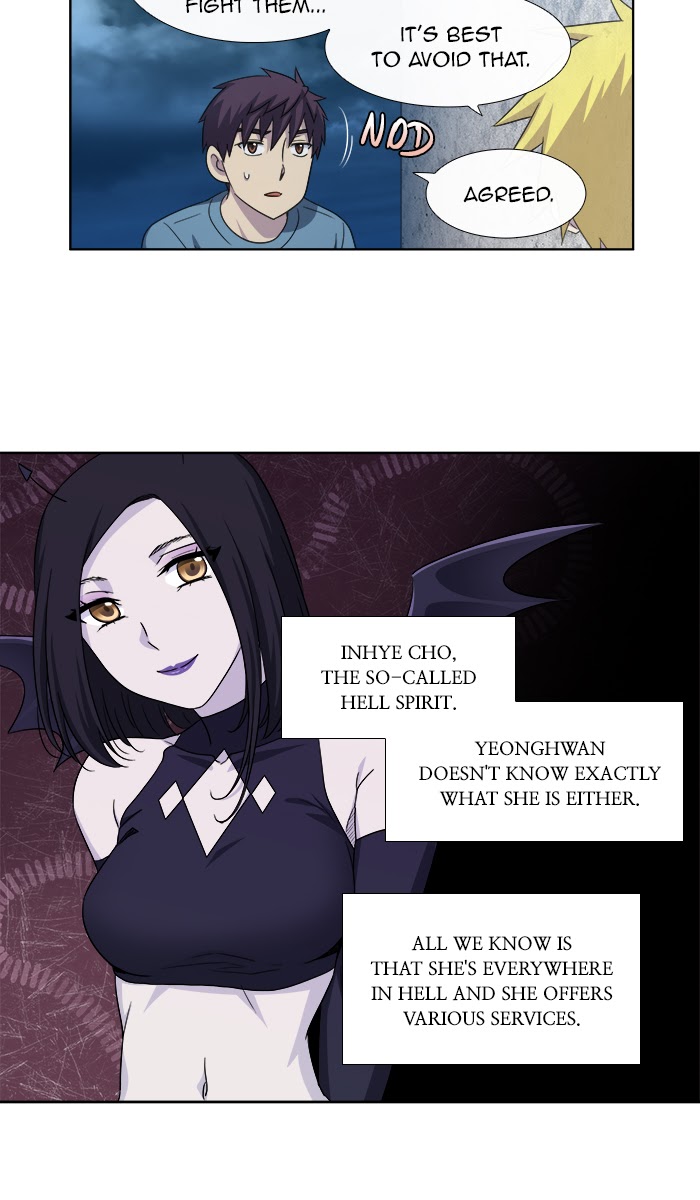 FIGHT THEM...
IT'S BEST
TO AVOID THAT.
NOD
AGREED.
INHYE CHO,
THE SO-CALLED
HELL SPIRIT.
YEONGHWAN
DOESN'T KNOW EXACTLY
WHAT SHE IS EITHER.
ALL WE KNOW IS
THAT SHE'S EVERYWHERE
IN HELL AND SHE OFFERS
VARIOUS SERVICES.